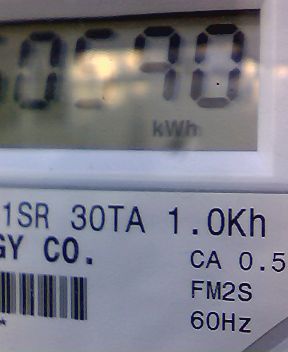 kWh
1SR 30TA 1.0Kh
GY CO.
CA 0.5
FM2S
60Hz